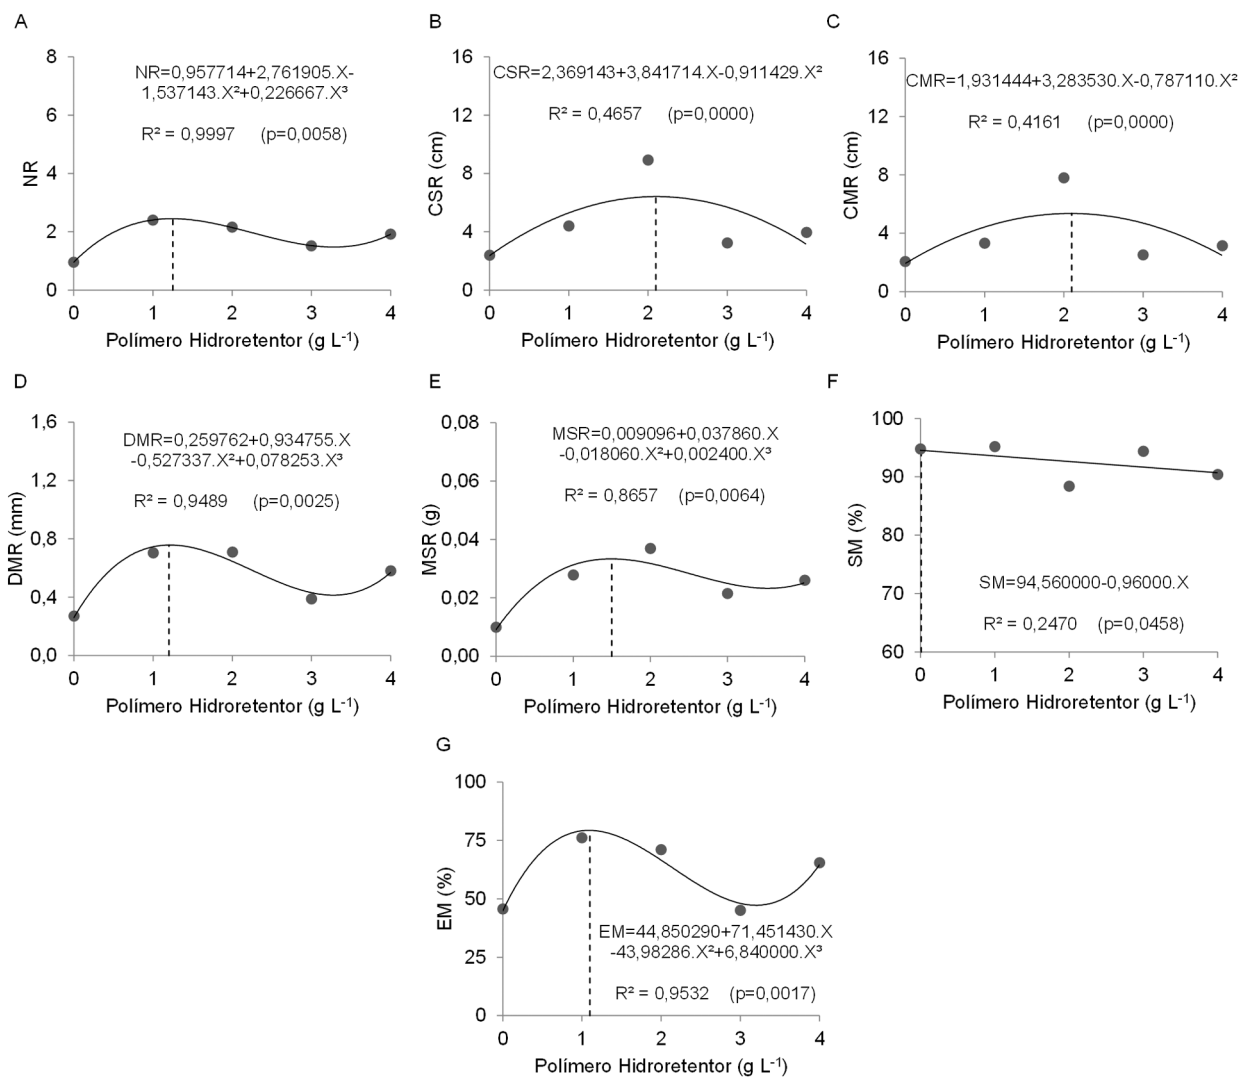 A
8
6
4
2
0
NR
NR=0,957714+2,761905.X-
1,537143.X²+0,226667.X³
R² = 0,9997 (p=0,0058)
0 1 2 3 4
Polímero Hidroretentor (g L-1)
B
16
12
8
4
0
CSR (cm)
CSR=2,369143+3,841714.X-0,911429.X²
R² = 0,4657 (p=0,0000)
0 1 2 3 4
Polímero Hidroretentor (g L-1)
C
16
12
8
4
0
CMR (cm)
CMR=1,931444+3,283530.X-0,787110.X²
R² = 0,4161 (p=0,0000)
0 1 2 3 4
Polímero Hidroretentor (g L-1)
D
1,6
1,2
0,8
0,4
0,0
DMR (mm)
DMR=0,259762+0,934755.X
-0,527337.X²+0,078253.X³
R² = 0,9489 (p=0,0025)
0 1 2 3 4
Polímero Hidroretentor (g L-1)
E
0,08
0,06
0,04
0,02
0,00
MSR (g)
MSR=0,009096+0,037860.X
-0,018060.X²+0,002400.X³
R² = 0,8657 (p=0,0064)
0 1 2 3 4
Polímero Hidroretentor (g L-1)
F
100
90
80
70
60
SM (%)
SM=94,560000-0,96000.X
R² = 0,2470 (p=0,0458)
0 1 2 3 4
Polímero Hidroretentor (g L-1)
G
100
75
50
25
0
EM (%)
EM=44,850290+71,451430.X
-43,98286.X²+6,840000.X³
R² = 0,9532 (p=0,0017)
0 1 2 3 4
Polímero Hidroretentor (g L-1)